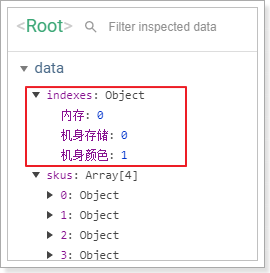 <Root> Filter inspected data
data
indexes: Object
内存: 0
机身存储: 0
机身颜色: 1
skus: Array[4]
0: Object
1: Object
2: Object
3: Object